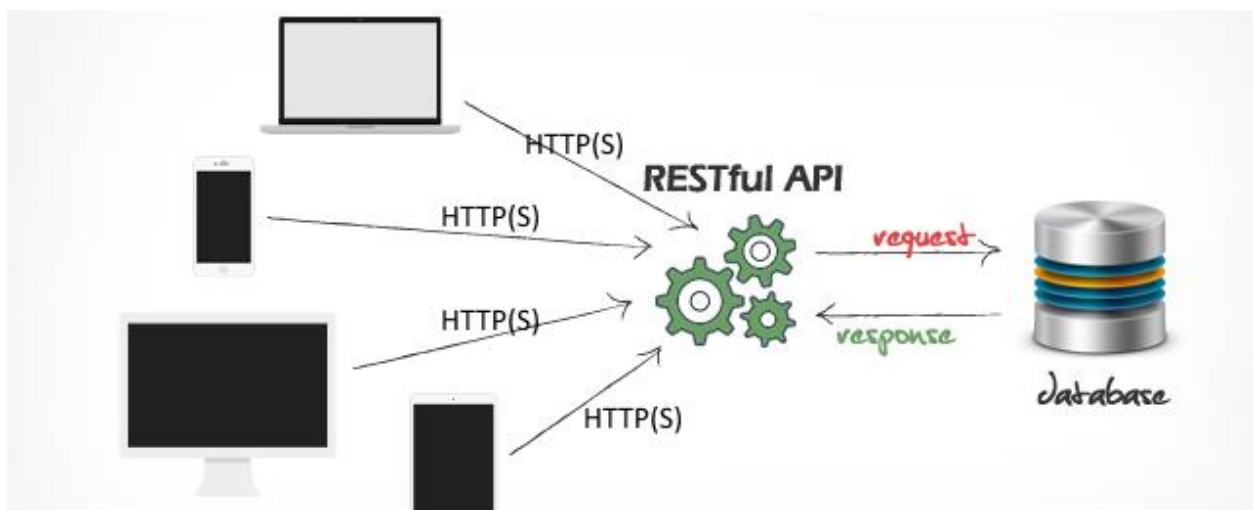 HTTP(S)
RESTful API
HTTP(S)
request
HTTP(S)
response
database
HTTP(S)